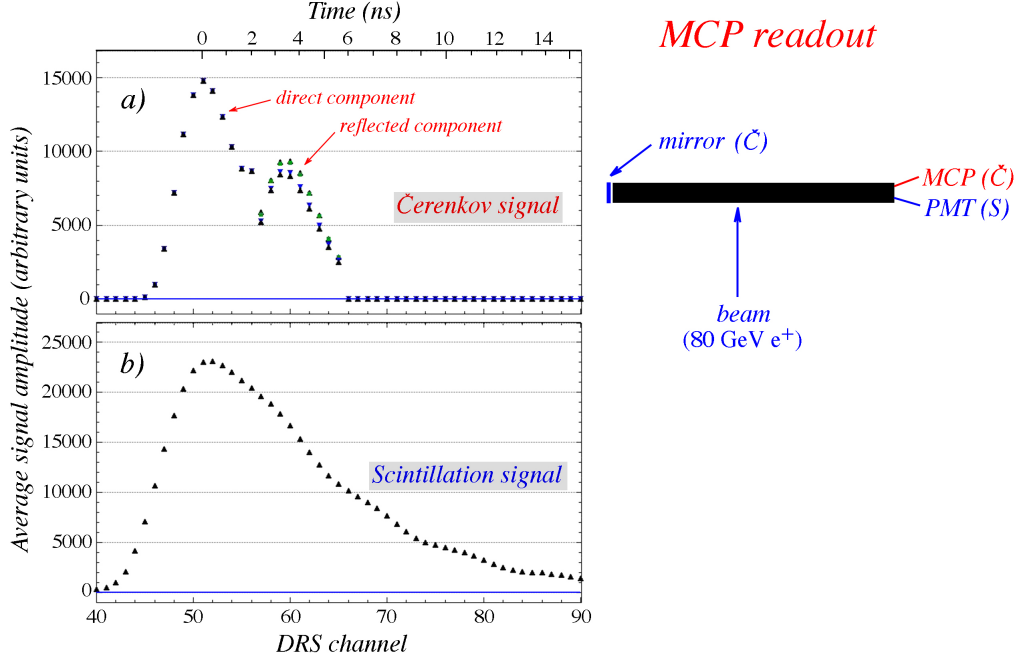 Time (ns)
0 2 4 6 8 10 12 14
MCP readout
15000
10000
5000
0
a)
direct component
reflected component
Čerenkov signal
mirror (Č)
MCP (Č)
PMT (S)
beam
(80 GeV e+)
Average signal amplitude (arbitrary units)
25000
20000
15000
10000
5000
0
b)
Scintillation signal
40 50 60 70 80 90
DRS channel